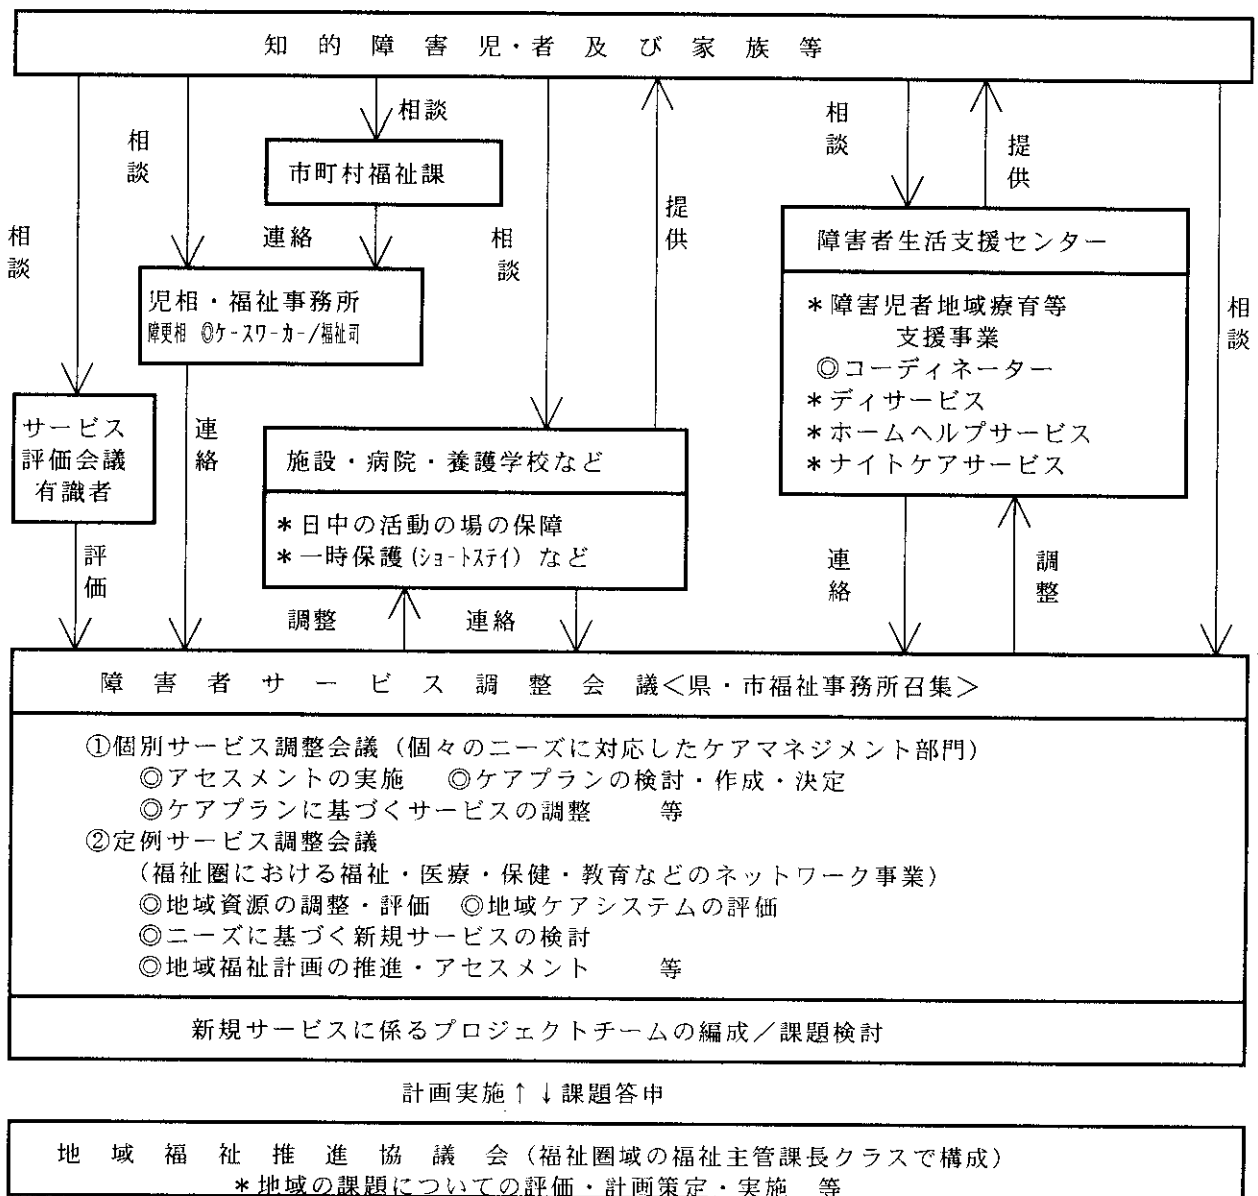 知的障害児・者及び家族等
相談
相談
相談
市町村福祉課
連絡
相談
提供
相談
提供
相談
児相・福祉事務所
障更相 ◎ケースワーカー/福祉司
障害者生活支援センター
*障害児者地域療育等
支援事業
◎コーディネーター
*ディサービス
*ホームヘルプサービス
*ナイトケアサービス
サービス
評価会議
有識者
連絡
施設・病院・養護学校など
*日中の活動の場の保障
*一時保護(ショートステイ)など
評価
調整
連絡
連絡
調整
障害者サービス調整会議<県・市福祉事務所召集>
①個別サービス調整会議(個々のニーズに対応したケアマネジメント部門)
◎アセスメントの実施 ◎ケアプランの検討・作成・決定
◎ケアプランに基づくサービスの調整 等
②定例サービス調整会議
(福祉圏における福祉・医療・保健・教育などのネットワーク事業)
◎地域資源の調整・評価 ◎地域ケアシステムの評価
◎ニーズに基づく新規サービスの検討
◎地域福祉計画の推進・アセスメント 等
新規サービスに係るプロジェクトチームの編成/課題検討
計画実施↑↓課題答申
地域福祉推進協議会(福祉圏域の福祉主管課長クラスで構成)
*地域の課題についての評価・計画策定・実施 等